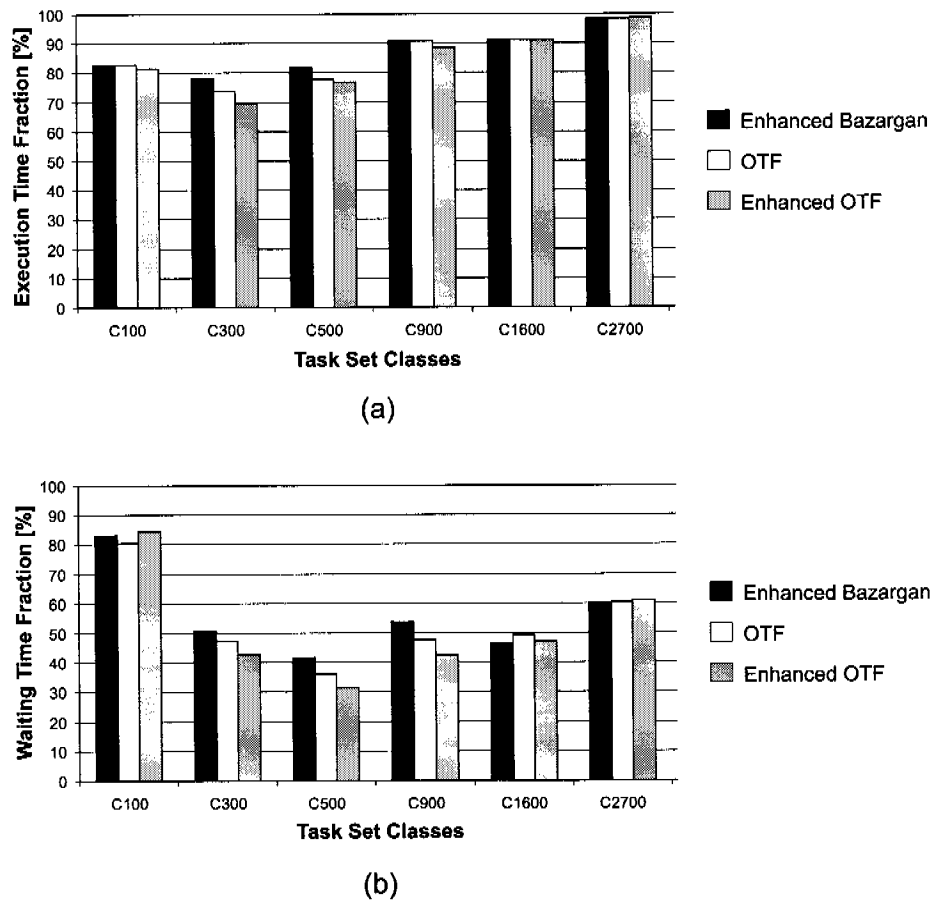 Execution Time Fraction [%]
100
90
80
70
60
50
40
30
20
10
0
C100 C300 C500 C900 C1600 C2700
Task Set Classes
Enhanced Bazargan
OTF
Enhanced OTF
(a)
Waiting Time Fraction [%]
100
90
80
70
60
50
40
30
20
10
0
C100 C300 C500 C900 C1600 C2700
Task Set Classes
Enhanced Bazargan
OTF
Enhanced OTF
(b)